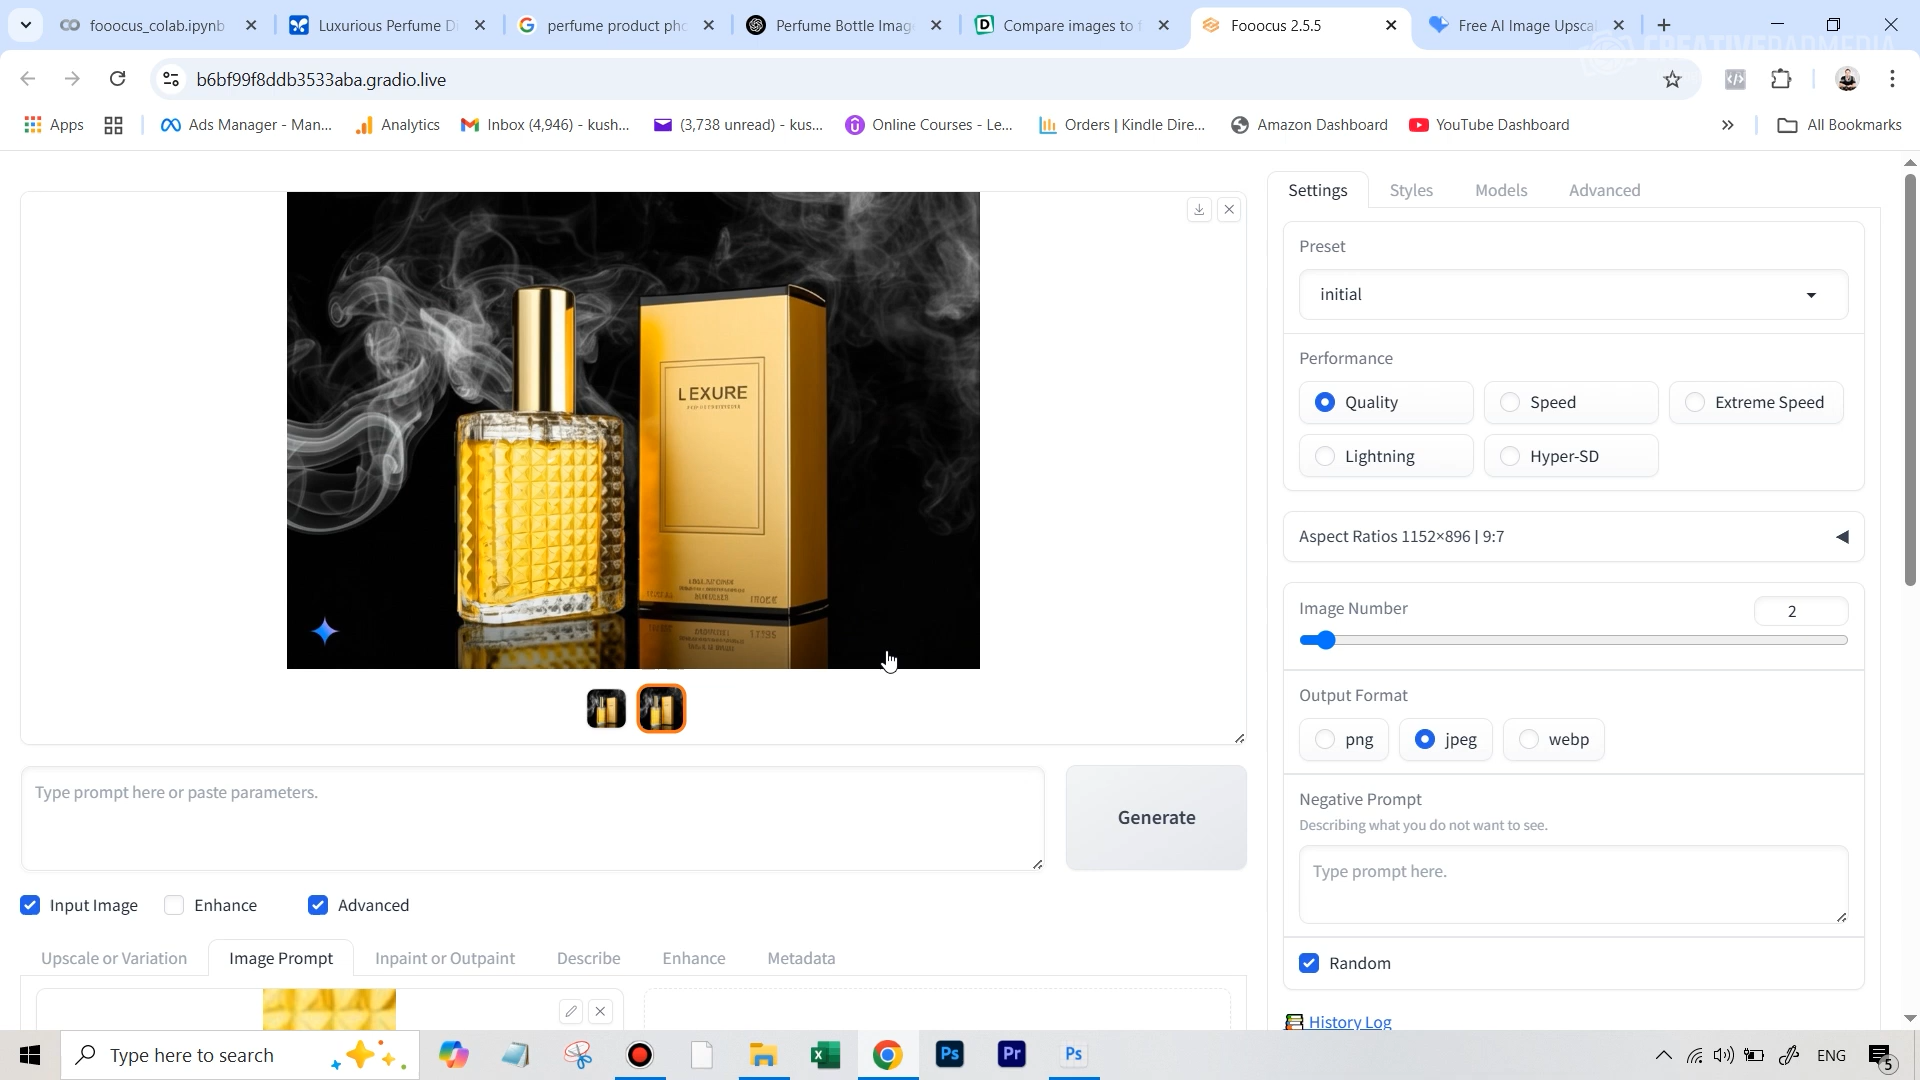 fooocus_colab.ipynb
Luxurious Perfume D
perfume product pho
Perfume Bottle Imag
Compare images to f
Fooocus 2.5.5
Free AI Image Upsca
CREATIVEDADMEDIA
b6bf99f8ddb3533aba.gradio.live
Apps
Ads Manager - Man...
Analytics
Inbox (4,946) - kush...
(3,738 unread) - kus...
Online Courses - Le...
Orders | Kindle Dire...
Amazon Dashboard
YouTube Dashboard
All Bookmarks
LEXURE
Settings
Styles
Models
Advanced
Preset
initial
Performance
Quality
Speed
Extreme Speed
Lightning
Hyper-SD
Aspect Ratios 1152×896 | 9:7
Image Number
2
Output Format
png
jpeg
webp
Negative Prompt
Describing what you do not want to see.
Type prompt here.
Random
History Log
Type prompt here or paste parameters.
Generate
Input Image
Enhance
Advanced
Upscale or Variation
Image Prompt
Inpaint or Outpaint
Describe
Enhance
Metadata
Type here to search
Ps
Pr
Ps
ENG
5